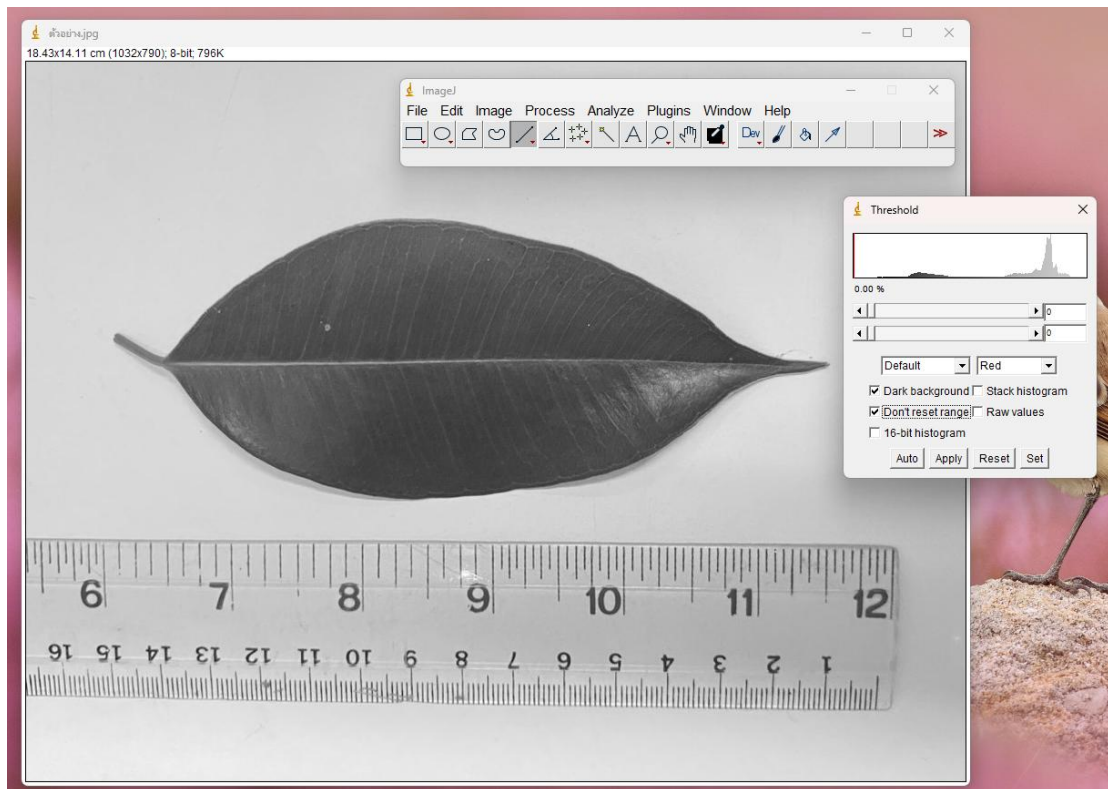 ตัวอย่าง.jpg
18.43x14.11 cm (1032x790); 8-bit; 796K
ImageJ
File Edit Image Process Analyze Plugins Window Help
A Dev
Threshold
0.00 %
0
0
Default Red
Dark background Stack histogram
Don't reset range Raw values
16-bit histogram
Auto Apply Reset Set
6 7 8 9 10 11 12
16 15 14 13 12 11 10 9 8 7 6 5 4 3 2 1